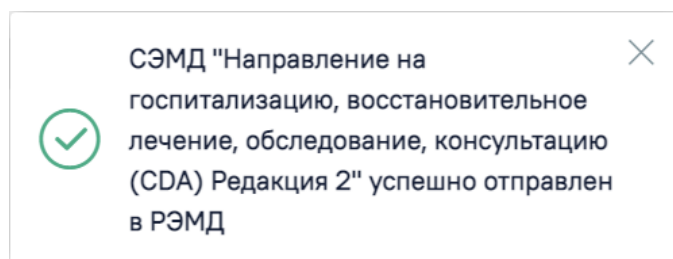 СЭМД "Направление на
госпитализацию, восстановительное
лечение, обследование, консультацию
(CDA) Редакция 2" успешно отправлен
в РЭМД